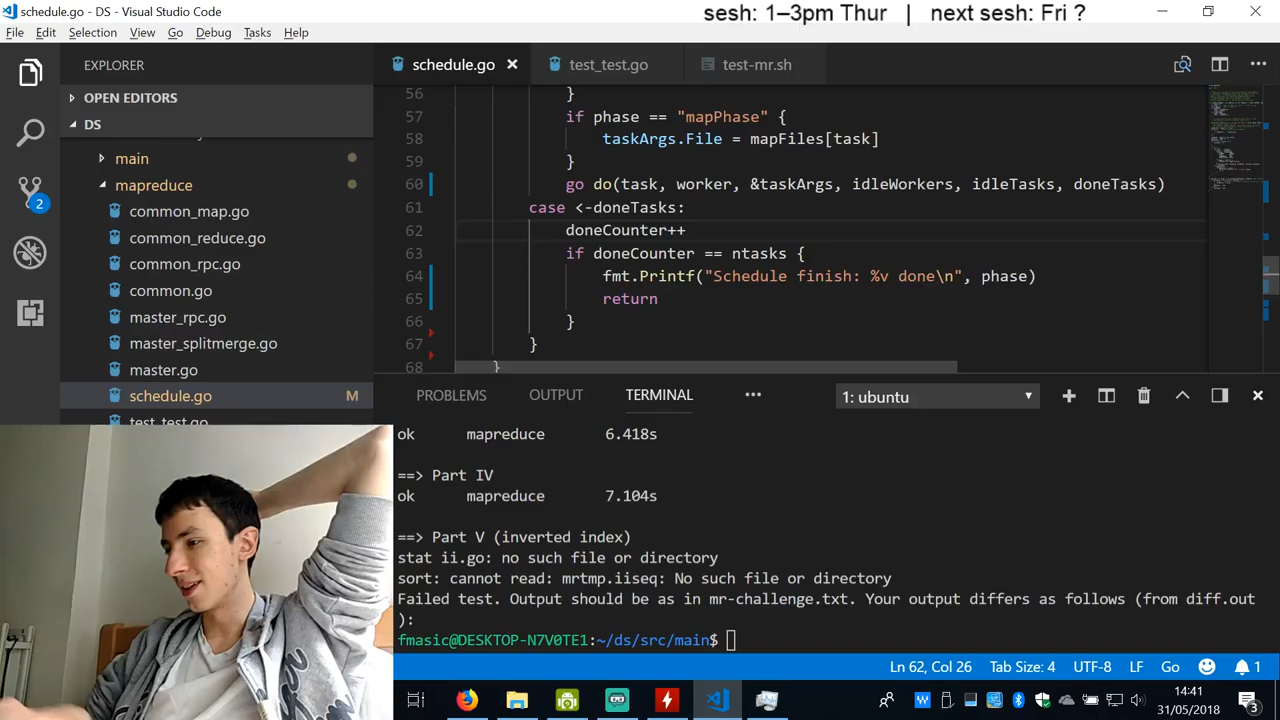 schedule.go - DS - Visual Studio Code
sesh: 1–3pm Thur | next sesh: Fri ?
File Edit Selection View Go Debug Tasks Help
EXPLORER
OPEN EDITORS
DS
main
mapreduce
common_map.go
common_reduce.go
common_rpc.go
common.go
master_rpc.go
master_splitmerge.go
master.go
schedule.go M
test_test.go
2
schedule.go test_test.go test-mr.sh
56 }
57 if phase == "mapPhase" {
58 taskArgs.File = mapFiles[task]
59 }
60 go do(task, worker, &taskArgs, idleWorkers, idleTasks, doneTasks)
61 case <-doneTasks:
62 doneCounter++
63 if doneCounter == ntasks {
64 fmt.Printf("Schedule finish: %v done\n", phase)
65 return
66 }
67 }
68 }
PROBLEMS OUTPUT TERMINAL ••• 1: ubuntu
ok mapreduce 6.418s
==> Part IV
ok mapreduce 7.104s
==> Part V (inverted index)
stat ii.go: no such file or directory
sort: cannot read: mrtmp.iiseq: No such file or directory
Failed test. Output should be as in mr-challenge.txt. Your output differs as follows (from diff.out
):
fmasic@DESKTOP-N7V0TE1:~/ds/src/main$
Ln 62, Col 26 Tab Size: 4 UTF-8 LF Go 1
14:41
31/05/2018
3